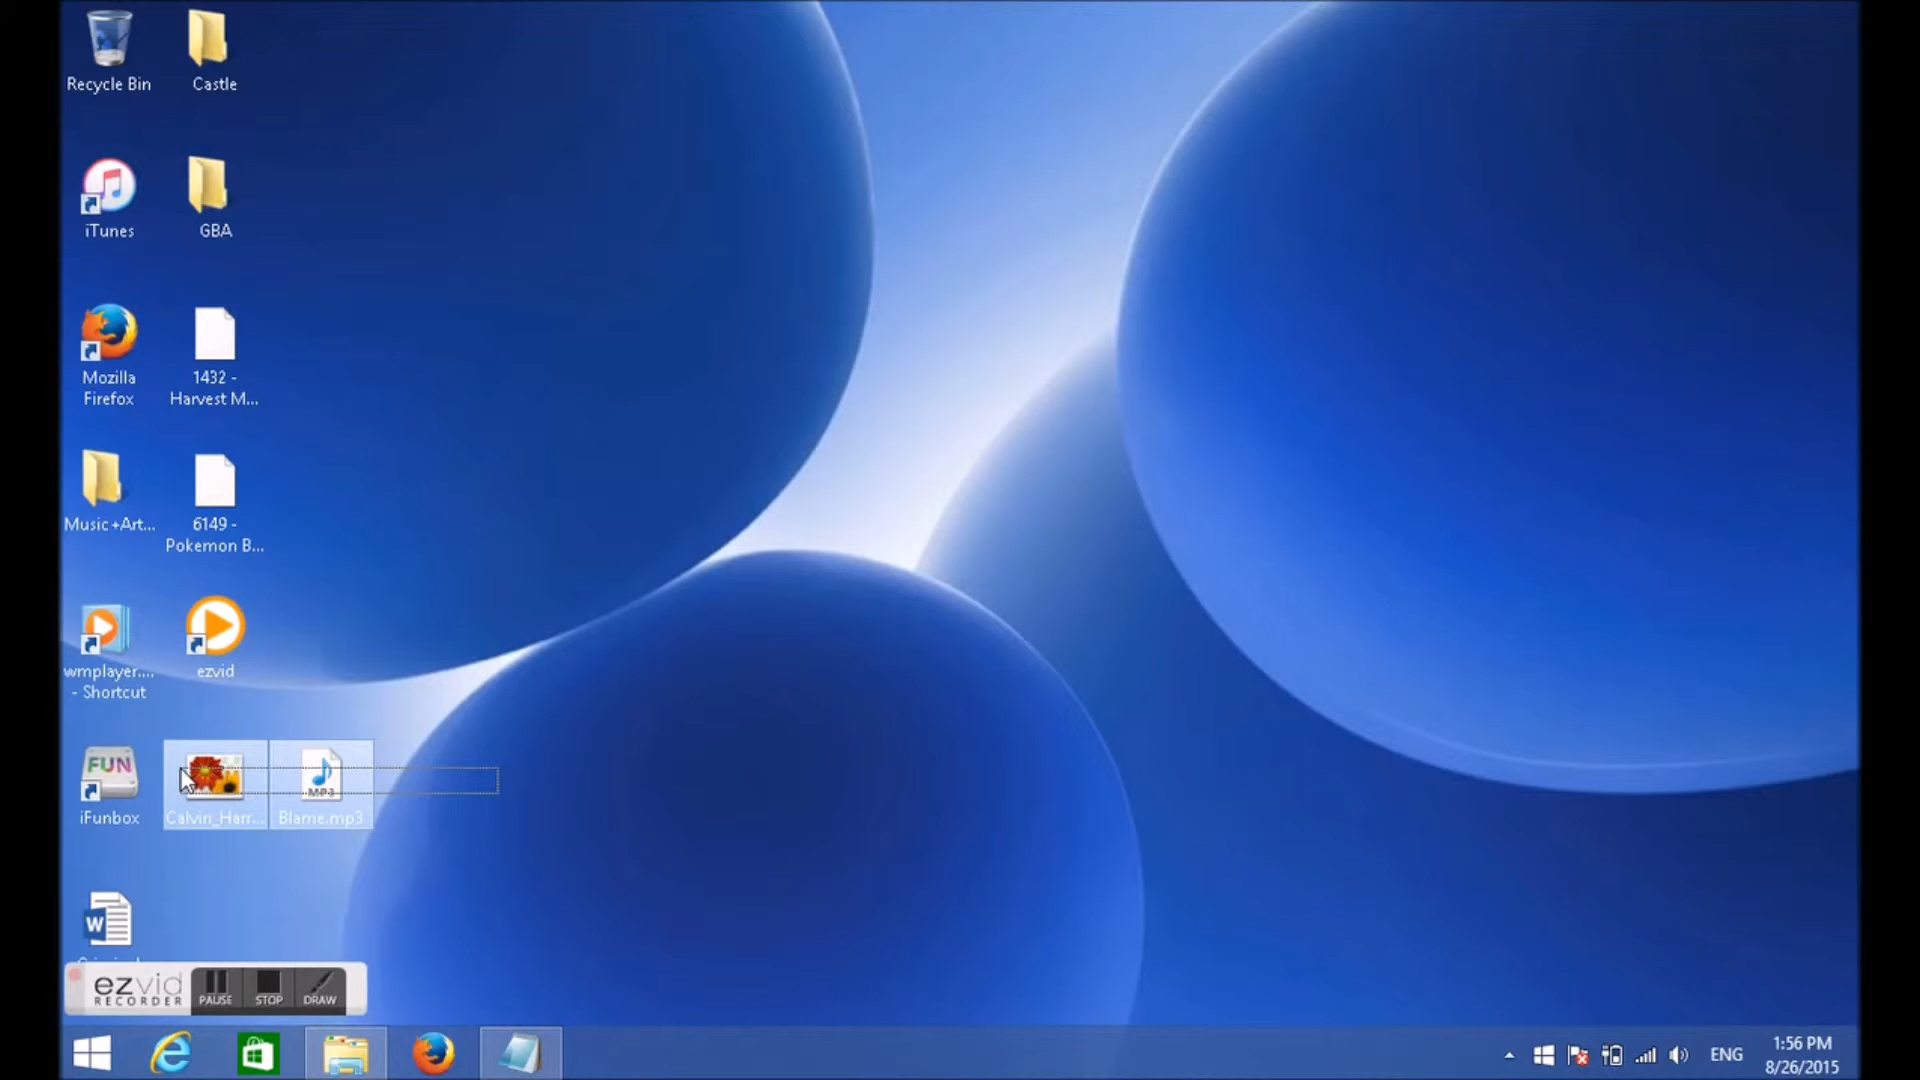 Recycle Bin
Castle
iTunes
GBA
Mozilla
Firefox
1432 -
Harvest M...
Music +Art...
6149 -
Pokemon B...
wmplayer....
- Shortcut
ezvid
FUN
iFunbox
Calvin_Harr...
MP3
Blame.mp3
W
ezvid
RECORDER
PAUSE
STOP
DRAW
ENG
1:56 PM
8/26/2015